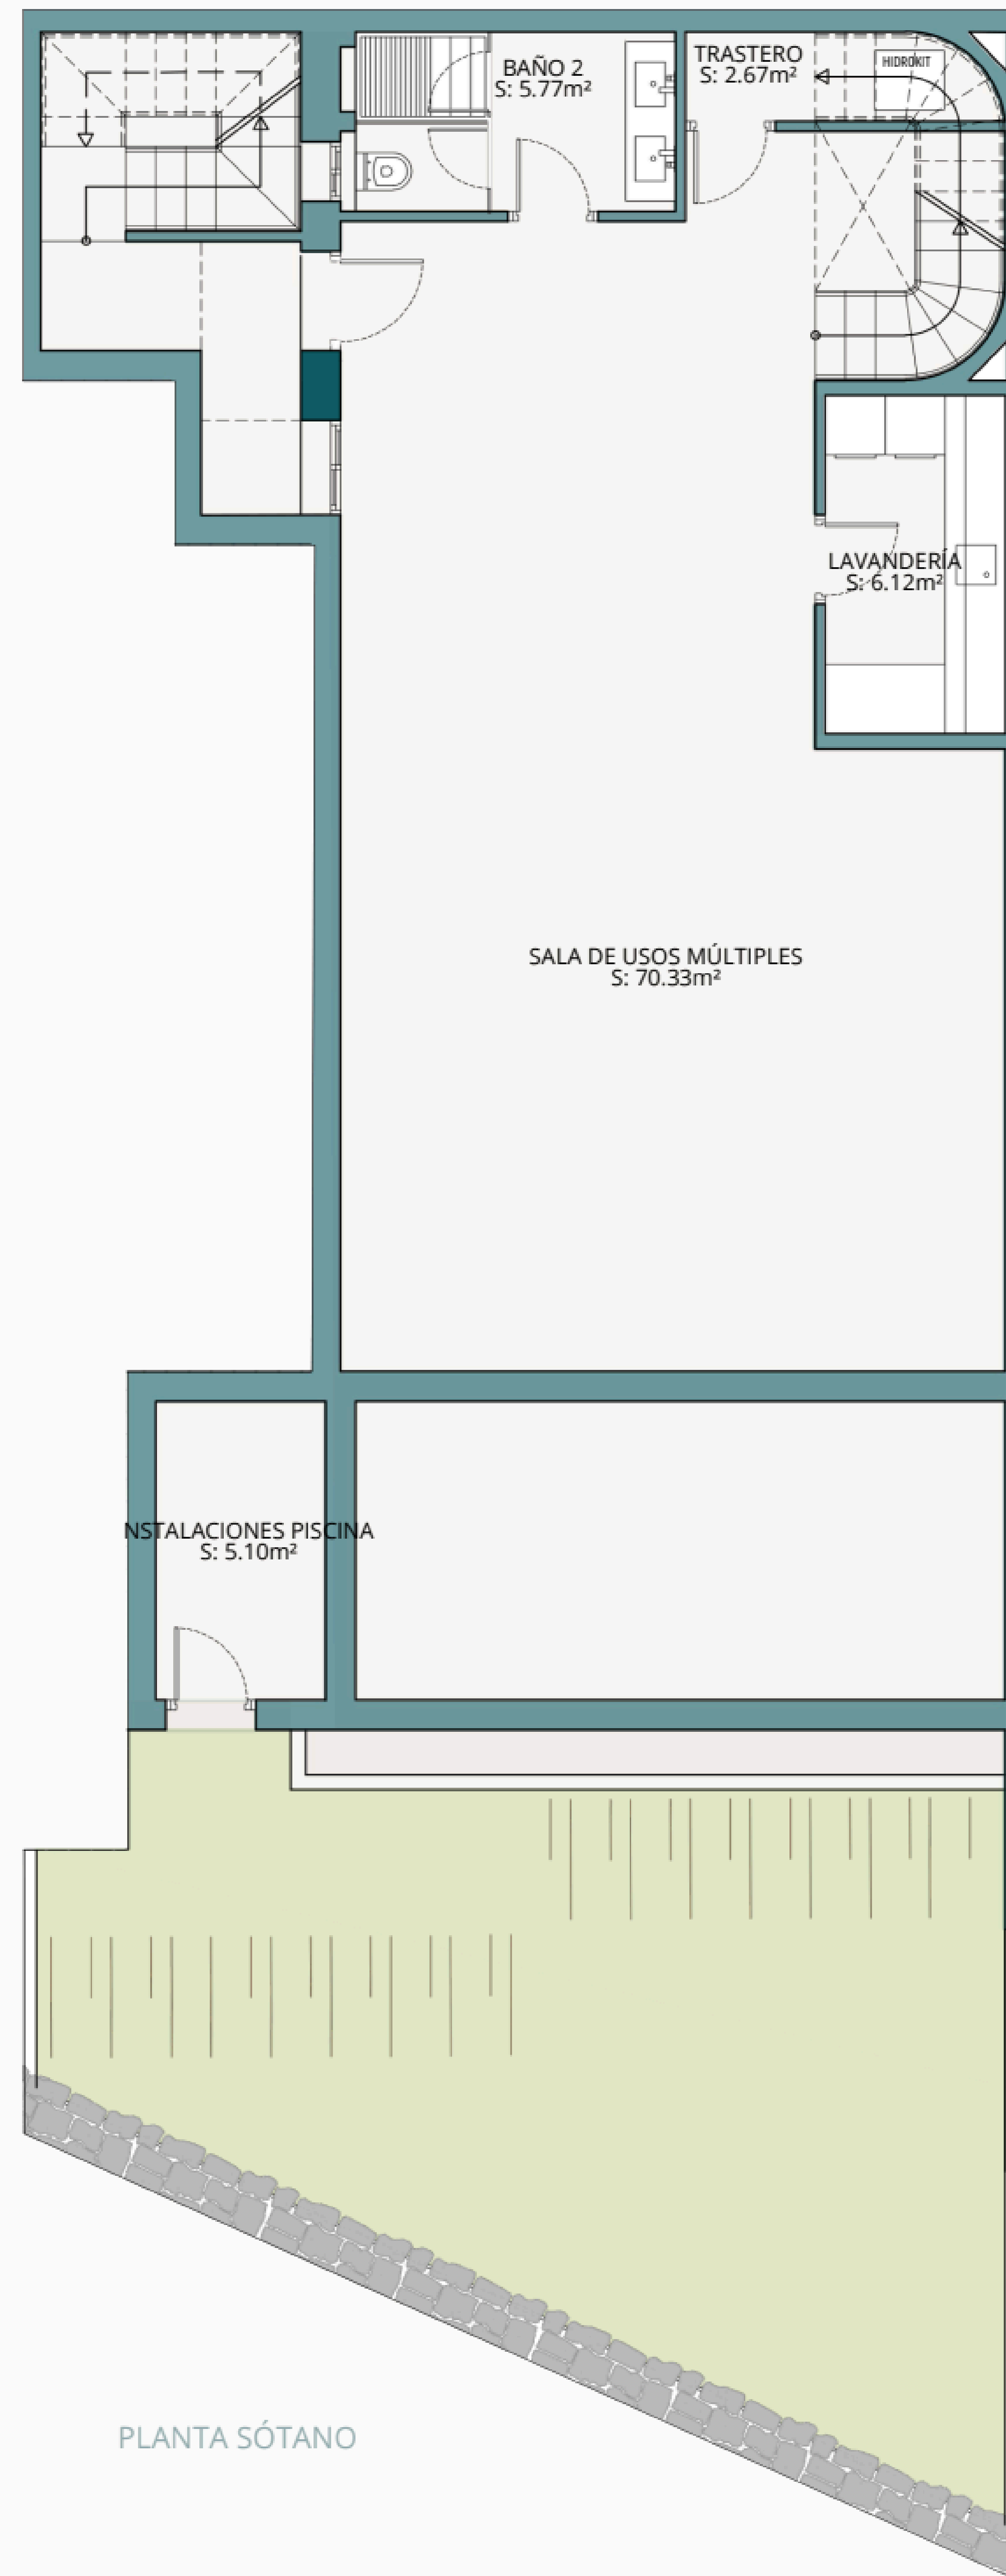 BAÑO 2
S: 5.77m²
TRASTERO
S: 2.67m²
HIDROKIT
LAVANDERÍA
S: 6.12m²
SALA DE USOS MÚLTIPLES
S: 70.33m²
NSTALACIONES PISCINA
S: 5.10m²
PLANTA SÓTANO